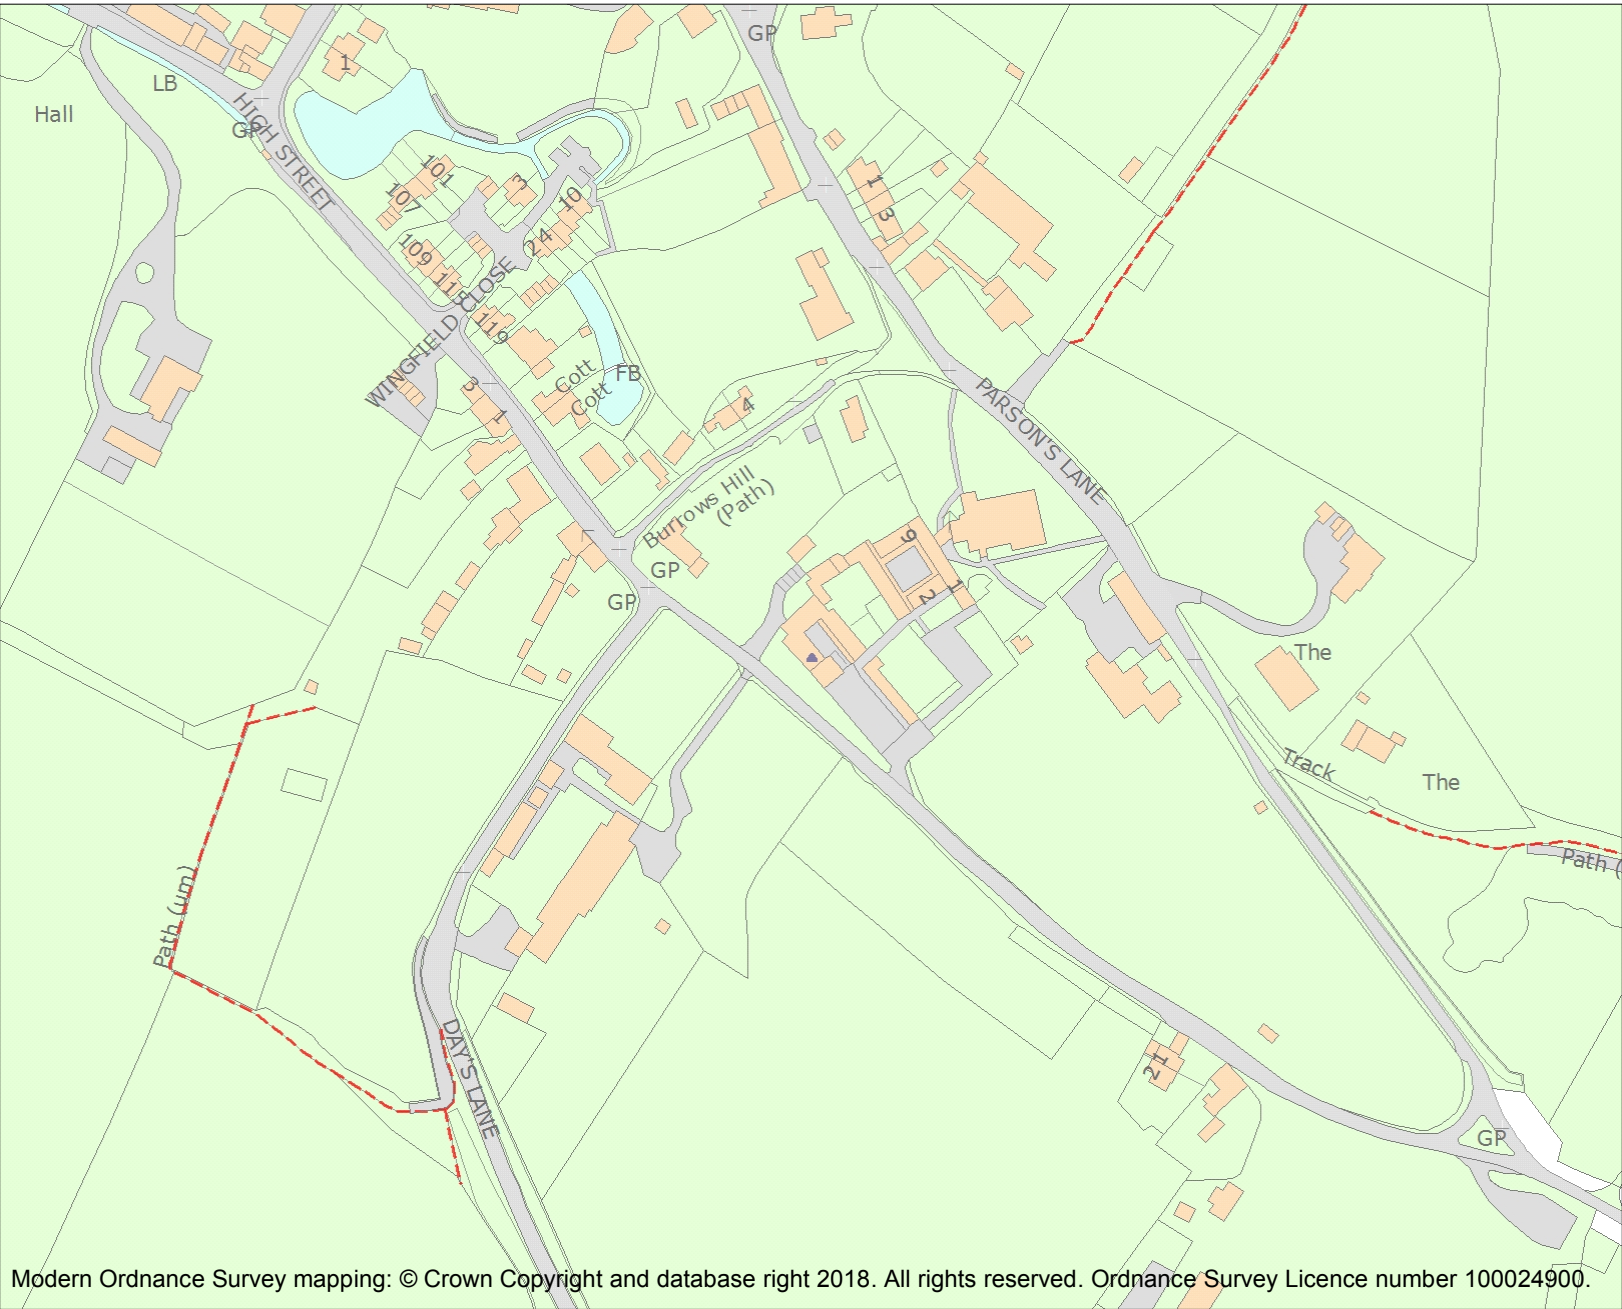 GP
1
LB
Hall
HIGH STREET
GP
101
3
107
10
1
3
24
109
115
WINGFIELD CLOSE
119
FB
Cott
Cott
3
1
4
PARSON'S LANE
Burrows Hill
(Path)
9
GP
GP
2
1
The
Track
The
Path (
Path (um)
DAY'S LANE
21
GP
Modern Ordnance Survey mapping: © Crown Copyright and database right 2018. All rights reserved. Ordnance Survey Licence number 100024900.